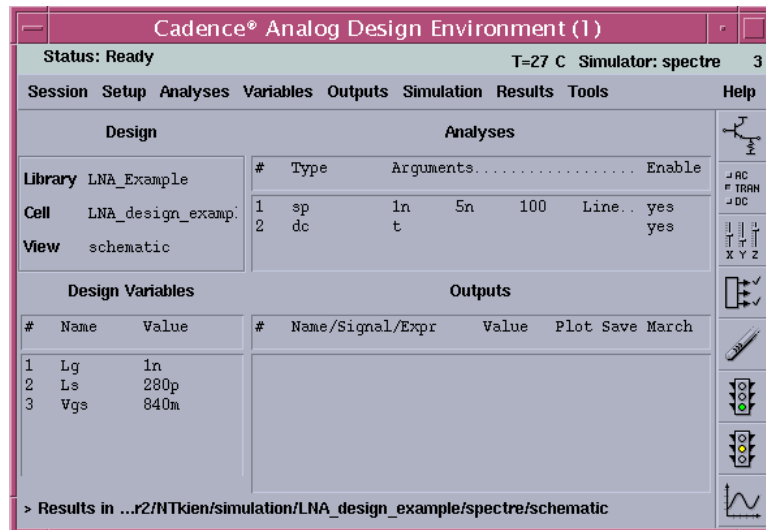 Cadence® Analog Design Environment (1)
Status: Ready T=27 C Simulator: spectre 3
Session Setup Analyses Variables Outputs Simulation Results Tools Help
Design Analyses
Library LNA_Example
# Type Arguments................... Enable
Cell LNA_design_exampl
1 sp 1n 5n 100 Line.. yes
2 dc t yes
View schematic
AC
TRAN
DC
X Y Z
Design Variables Outputs
# Name Value # Name/Signal/Expr Value Plot Save March
1 Lg 1n
2 Ls 280p
3 Vgs 840m
> Results in ...r2/NTkien/simulation/LNA_design_example/spectre/schematic